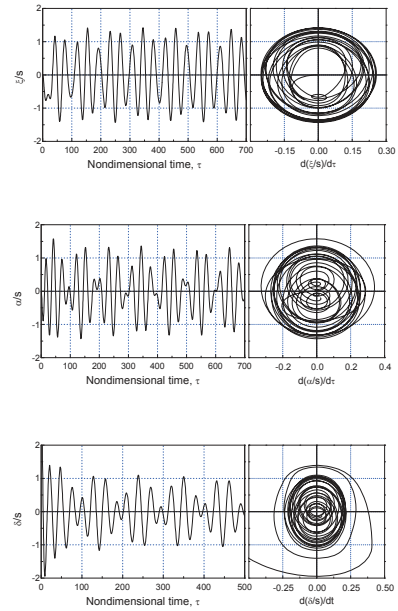 2
1
0
-1
-2
ξ/s
0 100 200 300 400 500 600 700
Nondimensional time, τ
-0.15 0.00 0.15 0.30
d(ξ/s)/dτ
2
1
0
-1
-2
α/s
0 100 200 300 400 500 600 700
Nondimensional time, τ
-0.2 0.0 0.2 0.4
d(α/s)/dτ
2
1
0
-1
-2
δ/s
0 100 200 300 400 500
Nondimensional time, τ
-0.25 0.00 0.25 0.50
d(δ/s)/dt